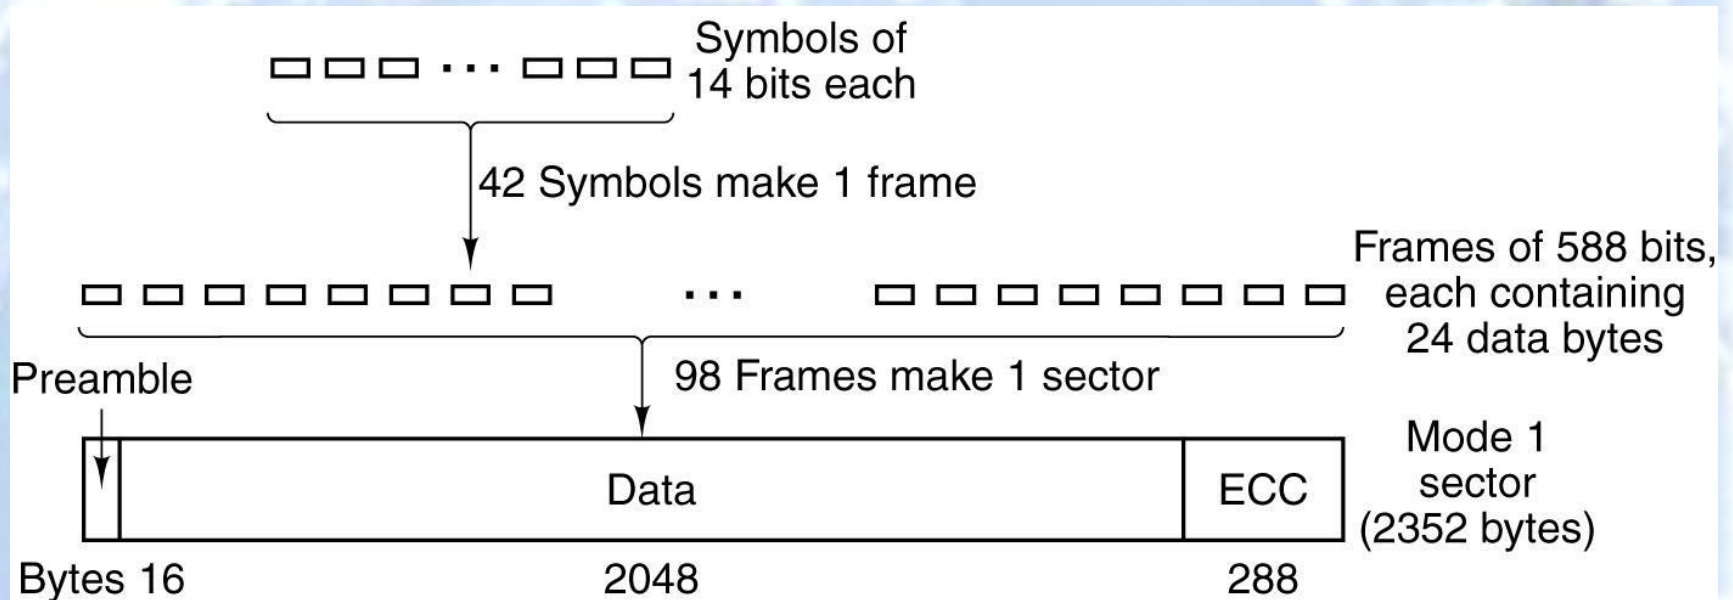 Symbols of
14 bits each
42 Symbols make 1 frame
Frames of 588 bits,
each containing
24 data bytes
Preamble
98 Frames make 1 sector
Mode 1
sector
(2352 bytes)
Data
ECC
Bytes 16
2048
288